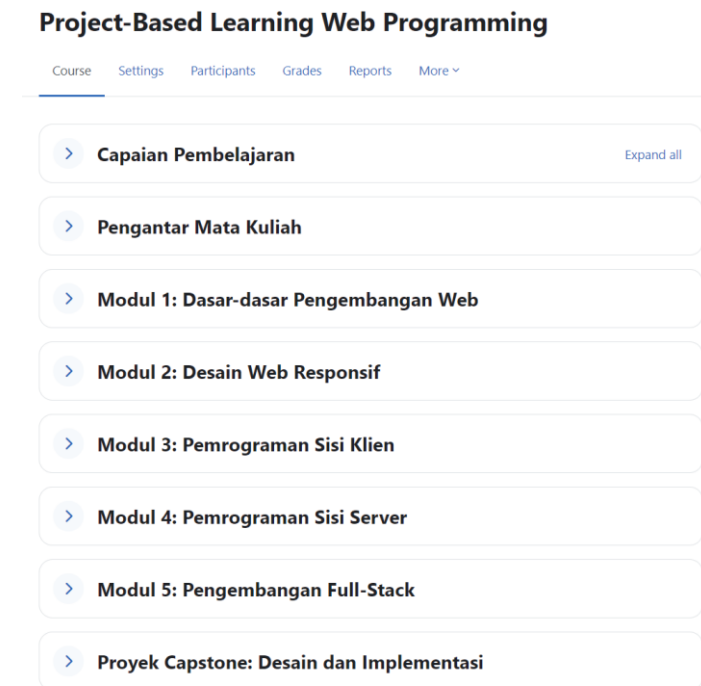 Project-Based Learning Web Programming
Course Settings Participants Grades Reports More
Capaian Pembelajaran Expand all
Pengantar Mata Kuliah
Modul 1: Dasar-dasar Pengembangan Web
Modul 2: Desain Web Responsif
Modul 3: Pemrograman Sisi Klien
Modul 4: Pemrograman Sisi Server
Modul 5: Pengembangan Full-Stack
Proyek Capstone: Desain dan Implementasi